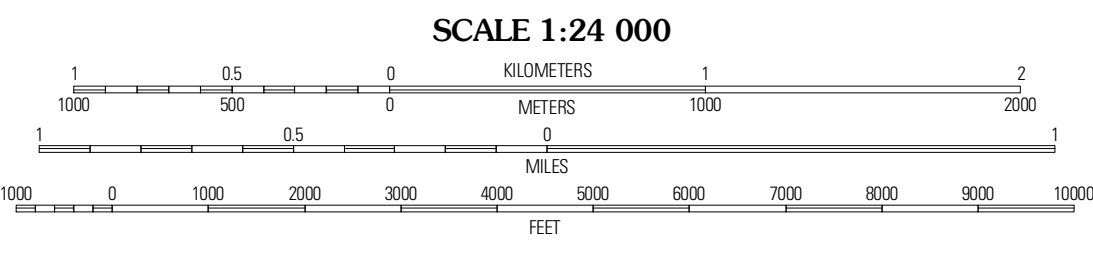 SCALE 1:24 000
1 0.5 0 KILOMETERS 1 2
1000 500 0 METERS 1000 2000
1 0.5 0 1
MILES
1000 0 1000 2000 3000 4000 5000 6000 7000 8000 9000 10000
FEET